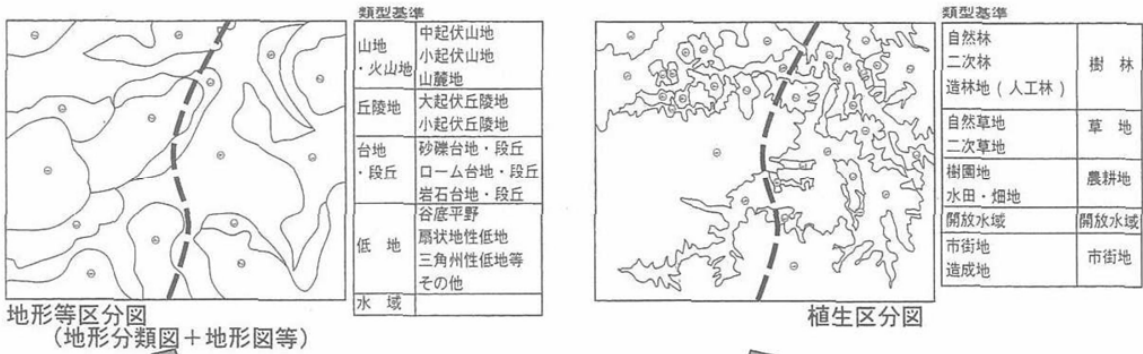 類型基準
山地
・火山地
中起伏山地
小起伏山地
山麓地
丘陵地
大起伏丘陵地
小起伏丘陵地
台地
・段丘
砂礫台地・段丘
ローム台地・段丘
岩石台地・段丘
低地
谷底平野
扇状地性低地
三角州性低地等
その他
水域
地形等区分図
（地形分類図＋地形図等）
類型基準
自然林
二次林
造林地（人工林）
樹林
自然草地
二次草地
草地
樹園地
水田・畑地
農耕地
開放水域
開放水域
市街地
造成地
市街地
植生区分図